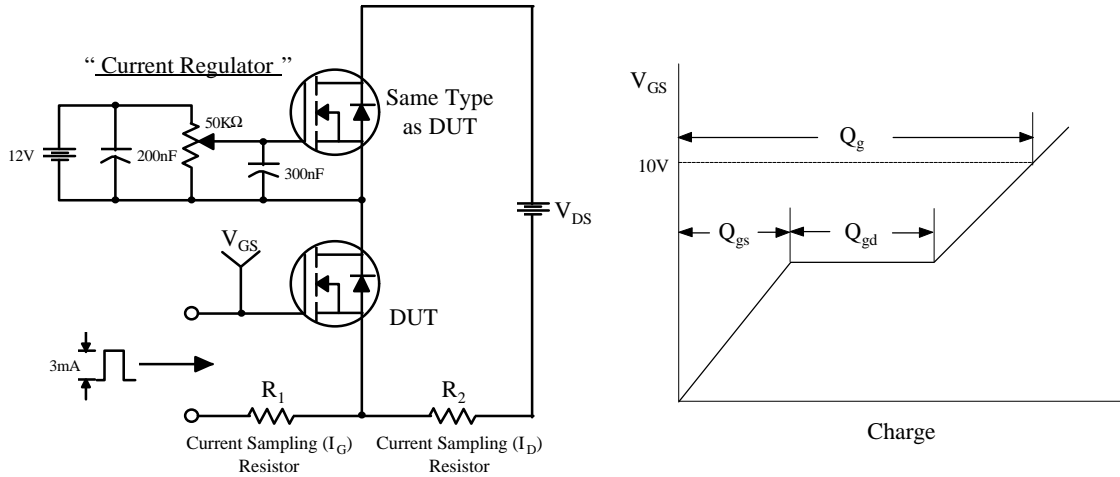 “ Current Regulator ”
12V
200nF
50KΩ
300nF
Same Type
as DUT
V_DS
V_GS
DUT
3mA
R_1
R_2
Current Sampling (I_G)
Resistor
Current Sampling (I_D)
Resistor
V_GS
Q_g
10V
Q_gs
Q_gd
Charge